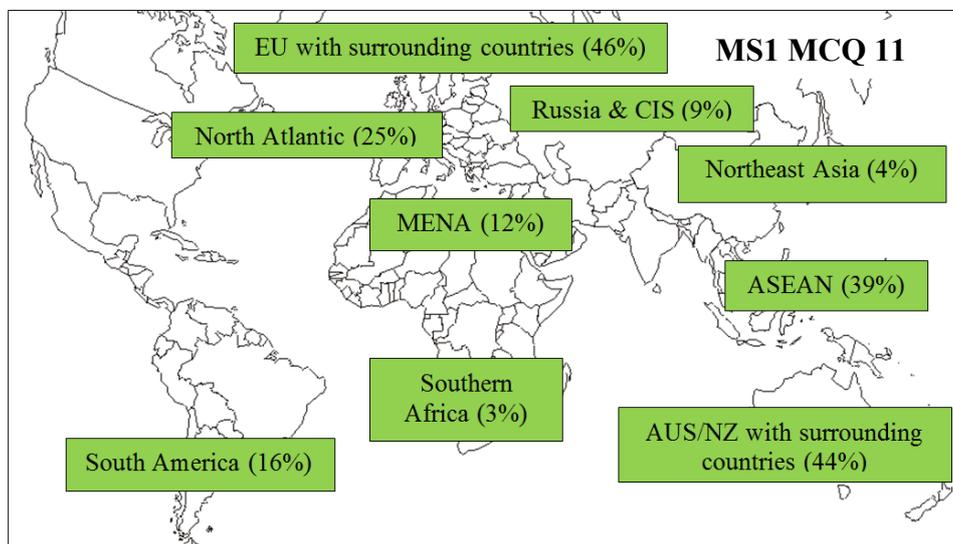 EU with surrounding countries (46%)
MS1 MCQ 11
Russia & CIS (9%)
North Atlantic (25%)
Northeast Asia (4%)
MENA (12%)
ASEAN (39%)
Southern
Africa (3%)
AUS/NZ with surrounding
countries (44%)
South America (16%)